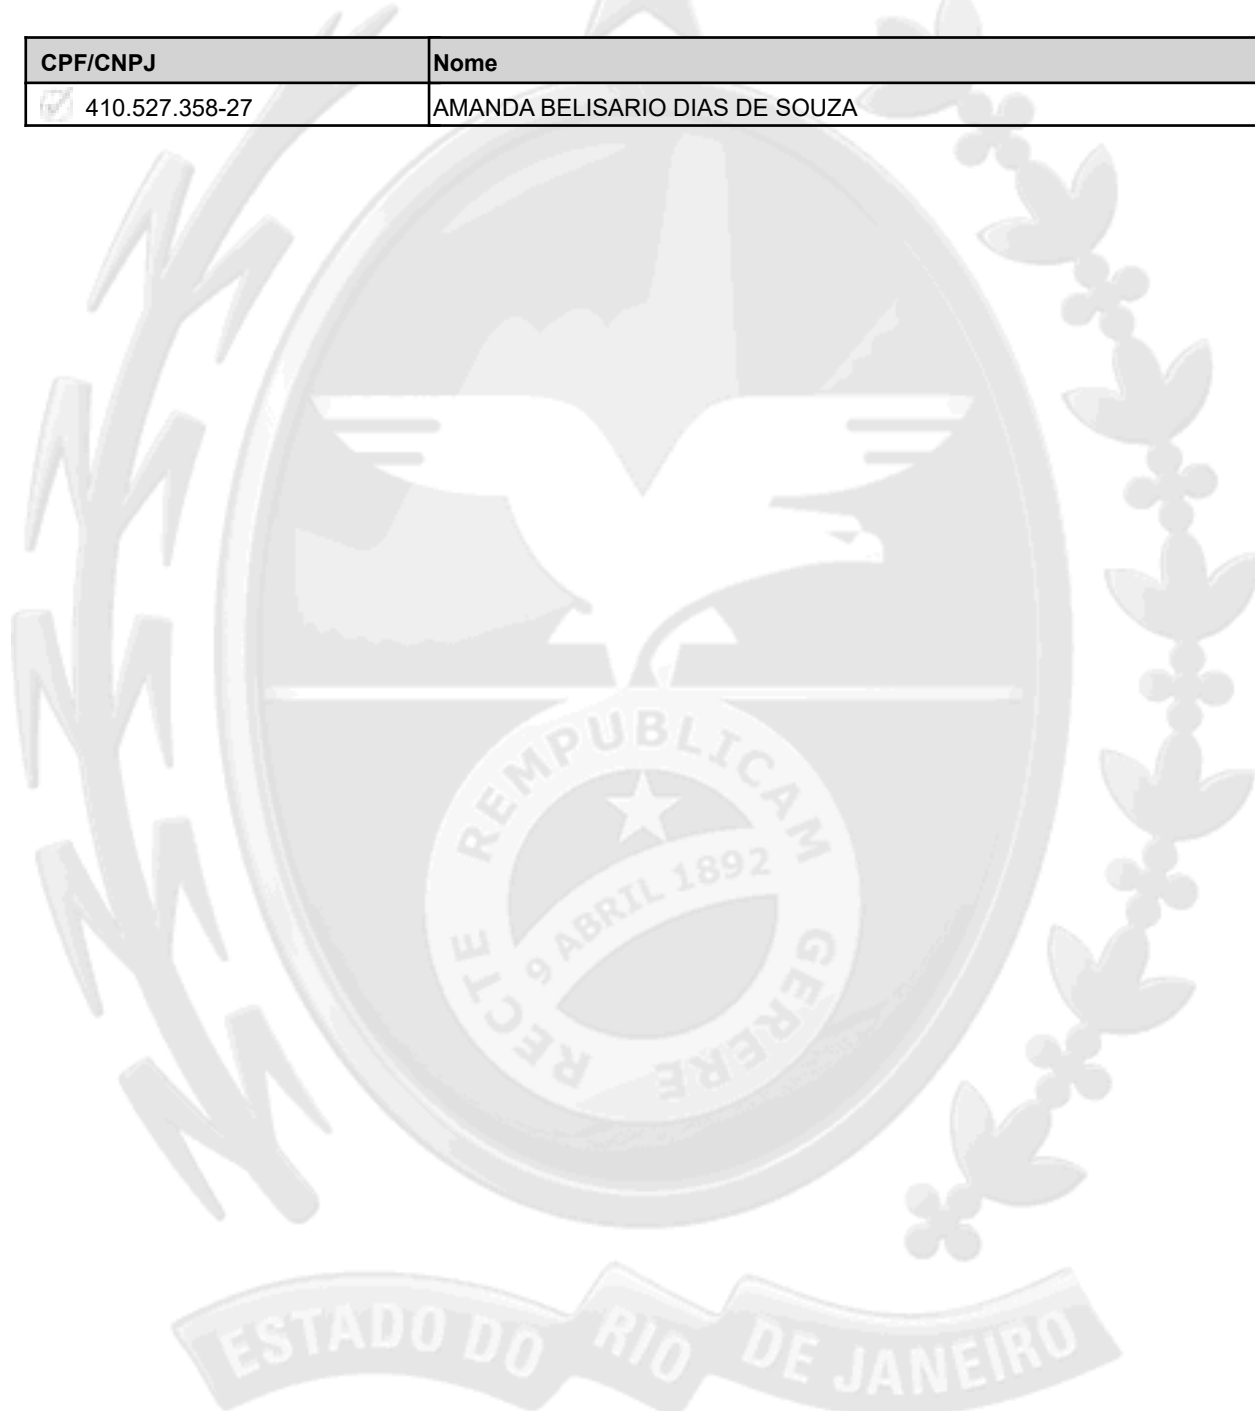 CPF/CNPJ Nome
410.527.358-27 AMANDA BELISARIO DIAS DE SOUZA
REMPUBLICAM
9 ABRIL 1892
RECTE GERERE
ESTADO DO RIO DE JANEIRO